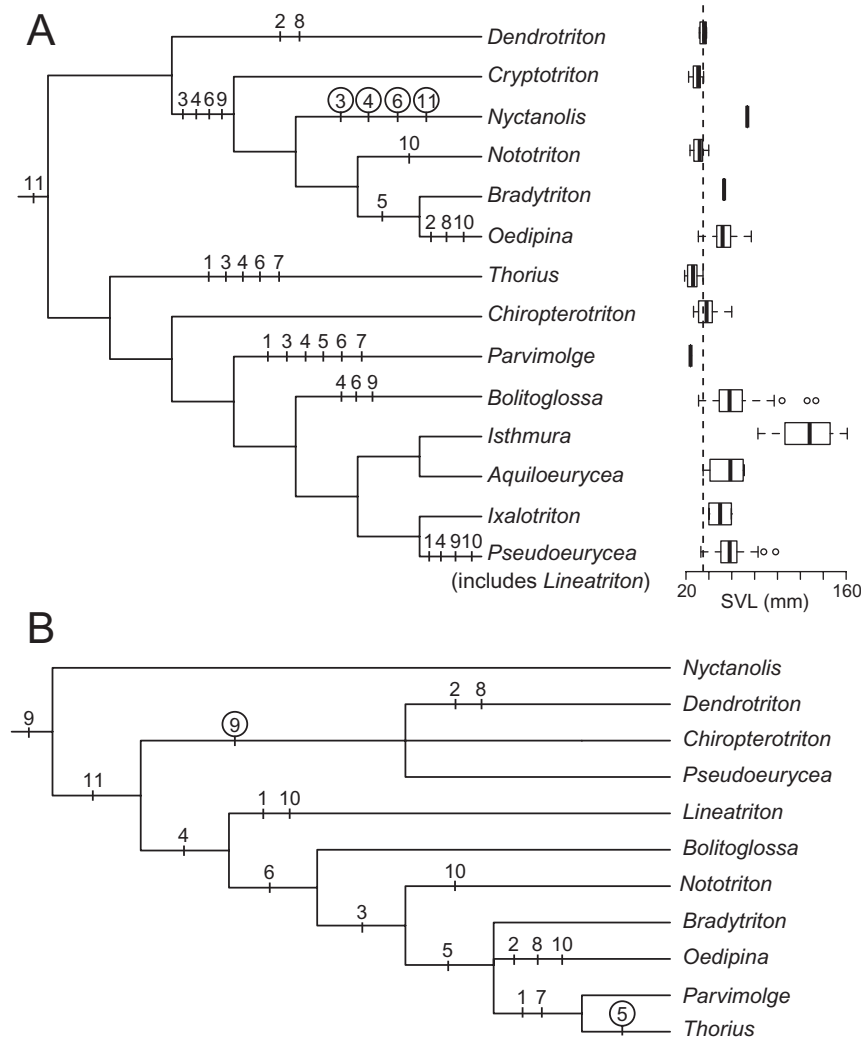 A
2 8
Dendrotriton
Cryptotriton
3 4 6 9
3 4 6 11
Nyctanolis
10
Nototriton
11
5
Bradytriton
2 8 10
Oedipina
1 3 4 6 7
Thorius
Chiropterotriton
1 3 4 5 6 7
Parvimolge
4 6 9
Bolitoglossa
Isthmura
Aquiloeurycea
Ixalotriton
1 4 9 10
Pseudoeurycea
(includes Lineatriton)
20 160
SVL (mm)
B
Nyctanolis
9
2 8
Dendrotriton
9
Chiropterotriton
11
Pseudoeurycea
1 10
Lineatriton
4
Bolitoglossa
6
10
Nototriton
3
Bradytriton
5
2 8 10
Oedipina
1 7
Parvimolge
5
Thorius